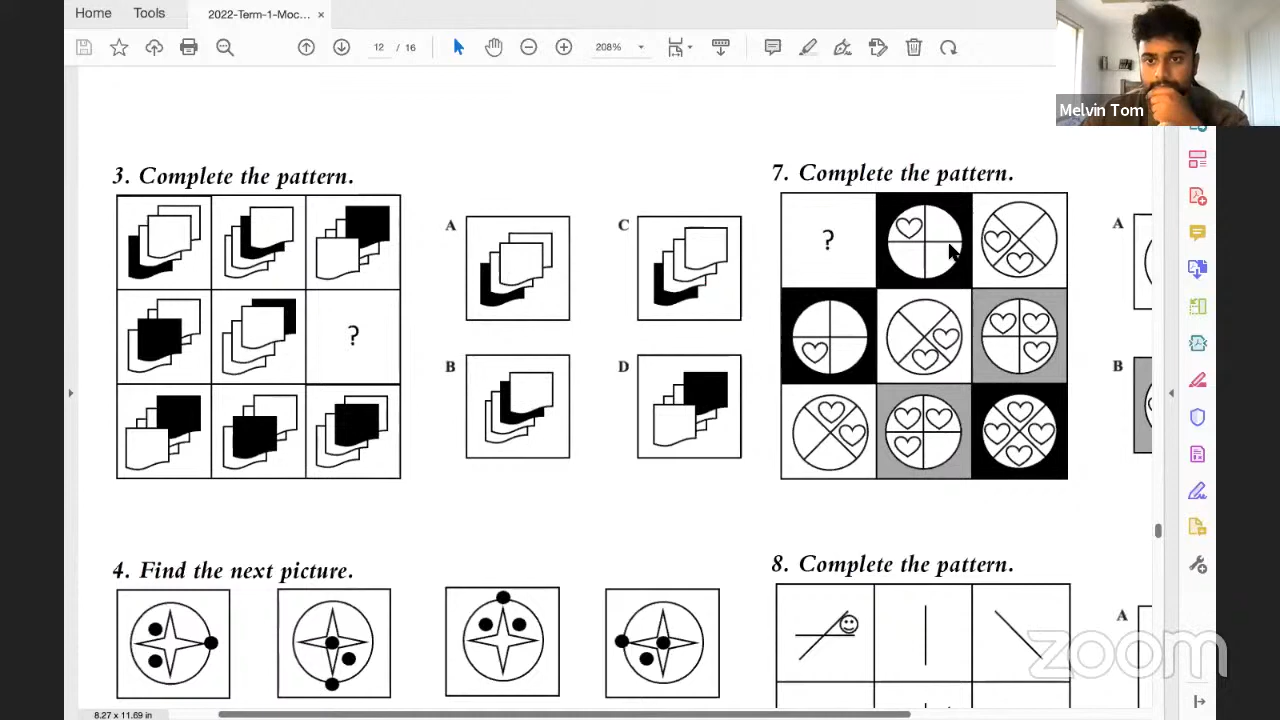 Home Tools 2022-Term-1-Moc... ×
12 / 16 208%
Melvin Tom
3. Complete the pattern.
A
C
?
B
D
7. Complete the pattern.
?
A
B
4. Find the next picture.
8. Complete the pattern.
A
zoom
8.27 x 11.69 in